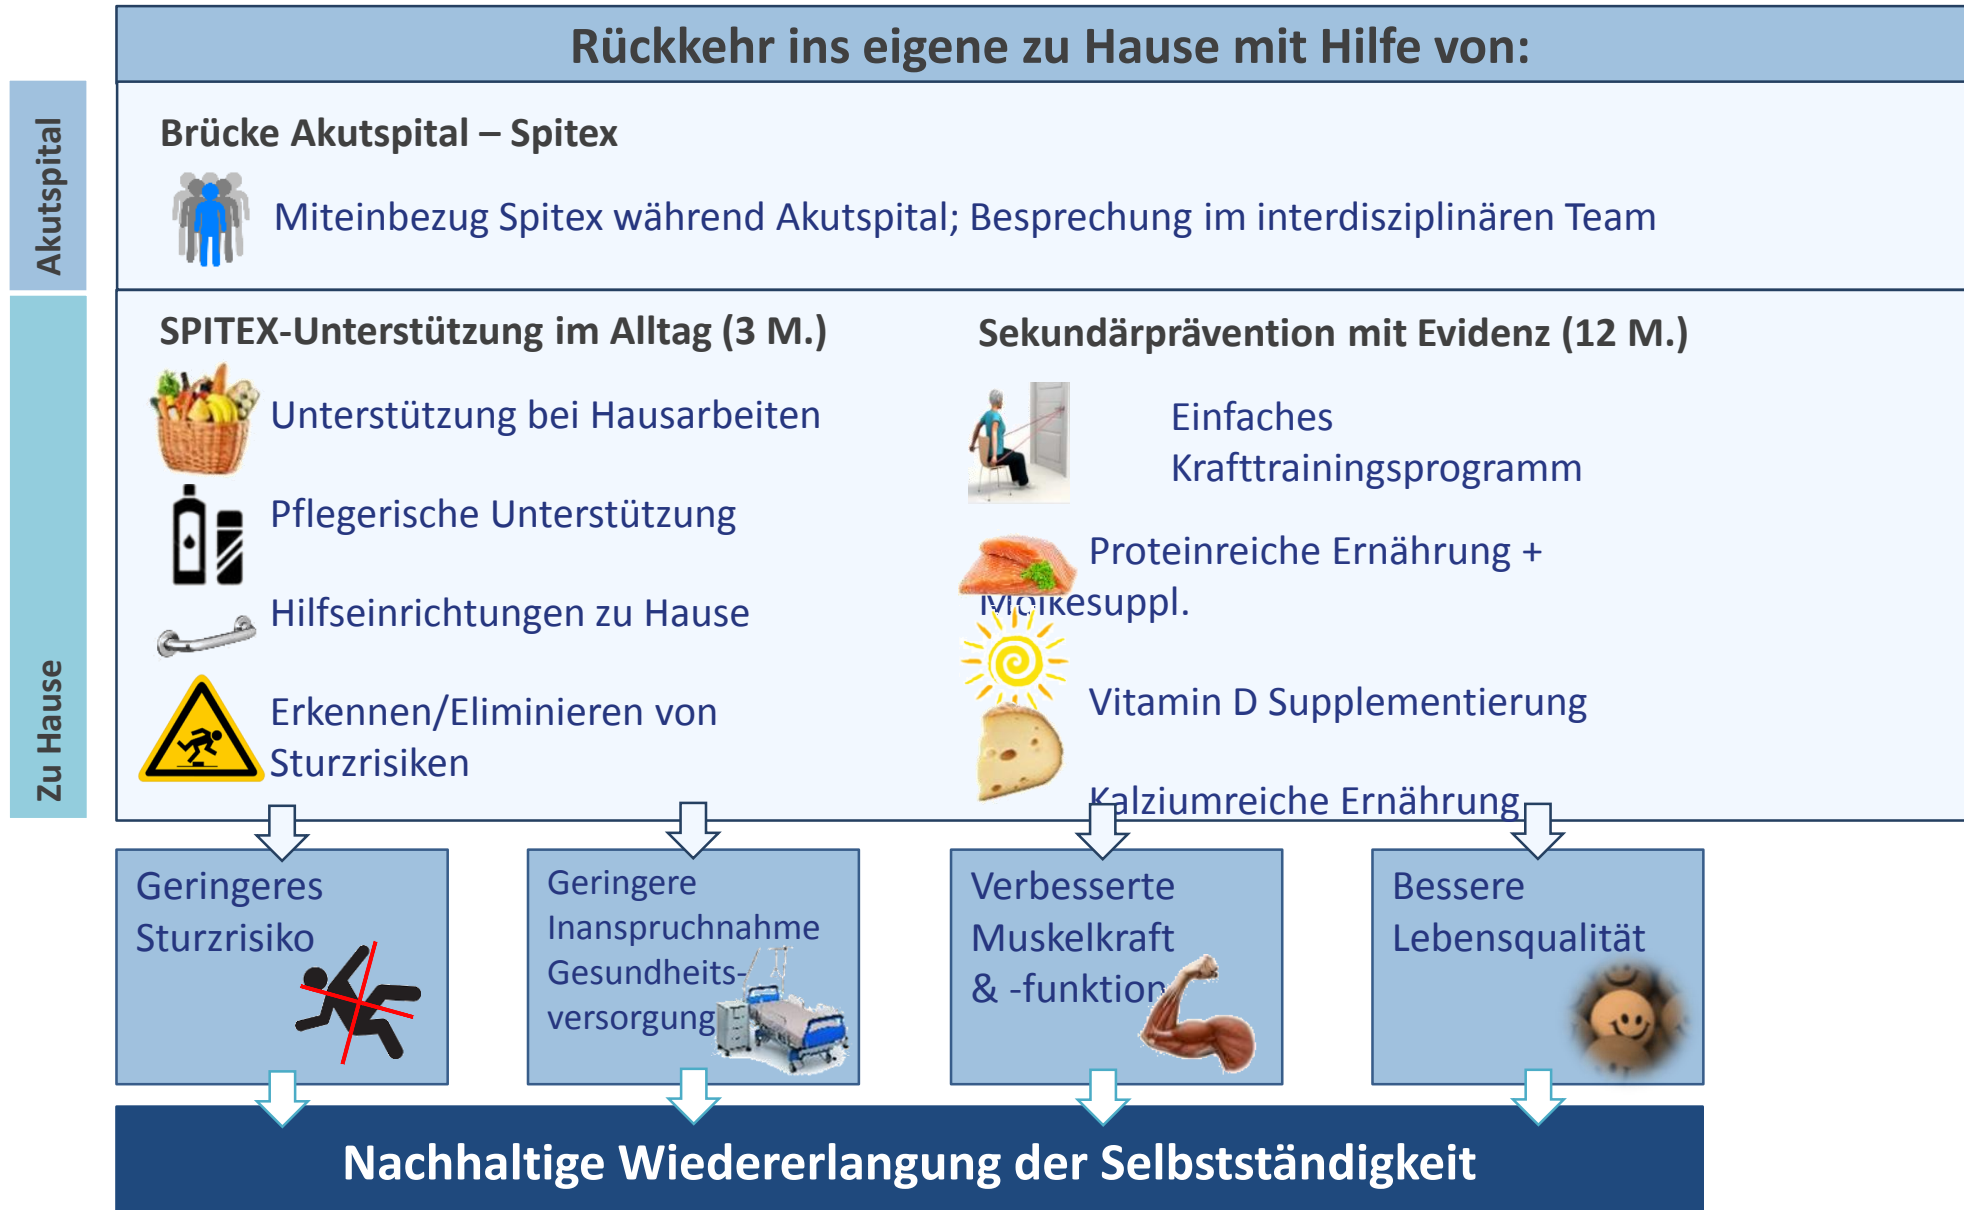 Rückkehr ins eigene zu Hause mit Hilfe von:
Akutspital
Brücke Akutspital – Spitex
Miteinbezug Spitex während Akutspital; Besprechung im interdisziplinären Team
Zu Hause
SPITEX-Unterstützung im Alltag (3 M.)
Unterstützung bei Hausarbeiten
Pflegerische Unterstützung
Hilfseinrichtungen zu Hause
Erkennen/Eliminieren von
Sturzrisiken
Sekundärprävention mit Evidenz (12 M.)
Einfaches
Krafttrainingsprogramm
Proteinreiche Ernährung +
Molkesuppl.
Vitamin D Supplementierung
Kalziumreiche Ernährung
Geringeres
Sturzrisiko
Geringere
Inanspruchnahme
Gesundheits-
versorgung
Verbesserte
Muskelkraft
& -funktion
Bessere
Lebensqualität
Nachhaltige Wiedererlangung der Selbstständigkeit